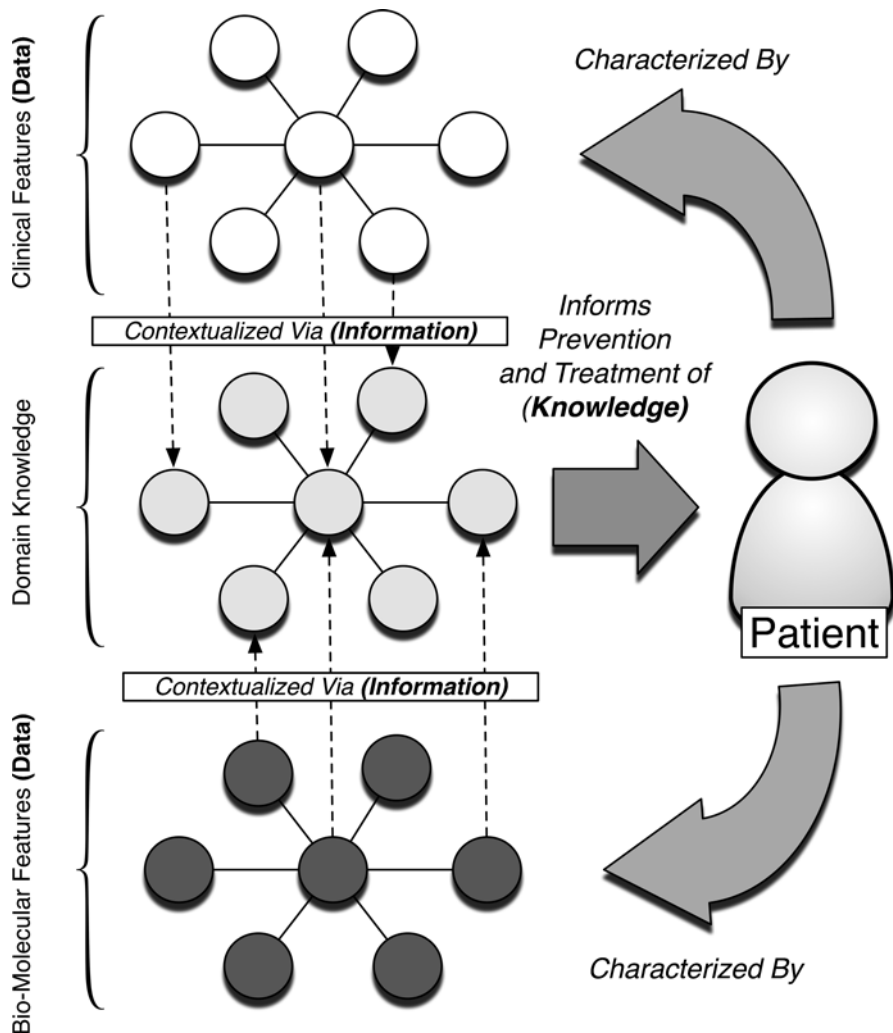 Clinical Features (Data)
Characterized By
Contextualized Via (Information)
Informs
Prevention
and Treatment of
(Knowledge)
Domain Knowledge
Patient
Contextualized Via (Information)
Bio-Molecular Features (Data)
Characterized By